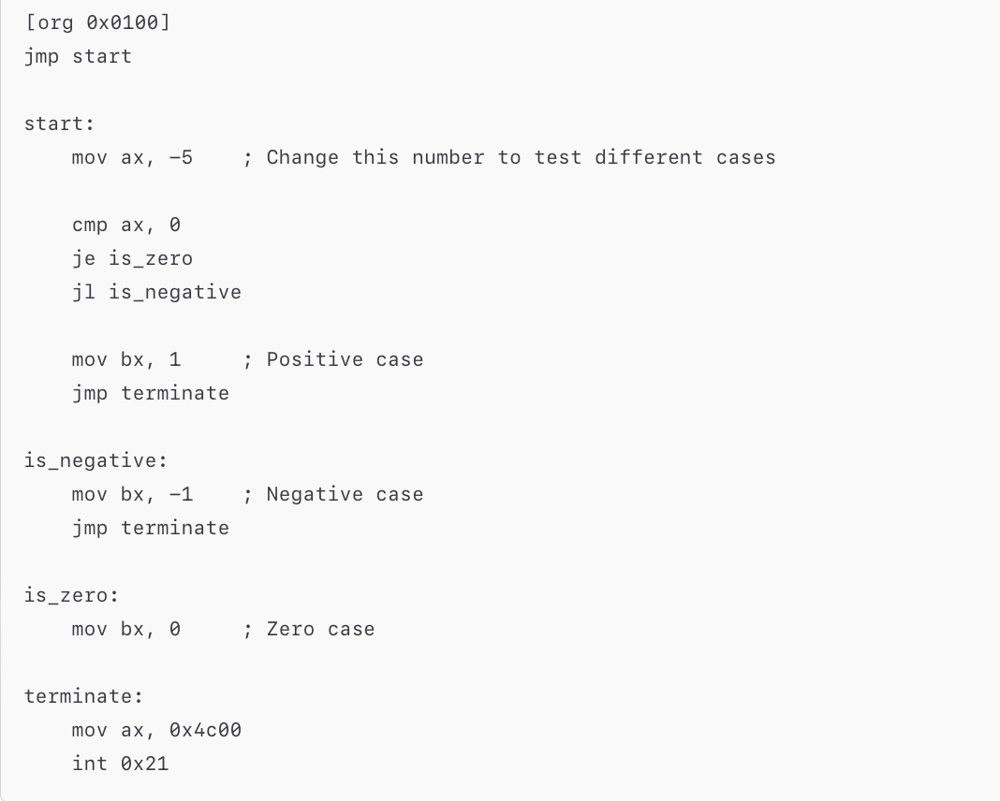 [org 0x0100]
jmp start
start:
    mov ax, −5    ; Change this number to test different cases
    cmp ax, 0
    je is_zero
    jl is_negative
    mov bx, 1     ; Positive case
    jmp terminate
is_negative:
    mov bx, −1    ; Negative case
    jmp terminate
is_zero:
    mov bx, 0     ; Zero case
terminate:
    mov ax, 0x4c00
    int 0x21